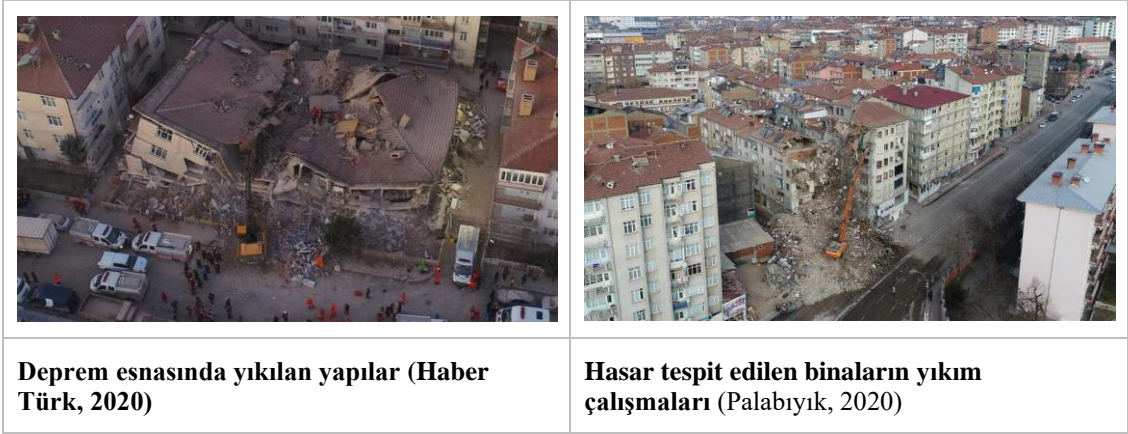 Deprem esnasında yıkılan yapılar (Haber
Türk, 2020)
Hasar tespit edilen binaların yıkım
çalışmaları (Palabıyık, 2020)